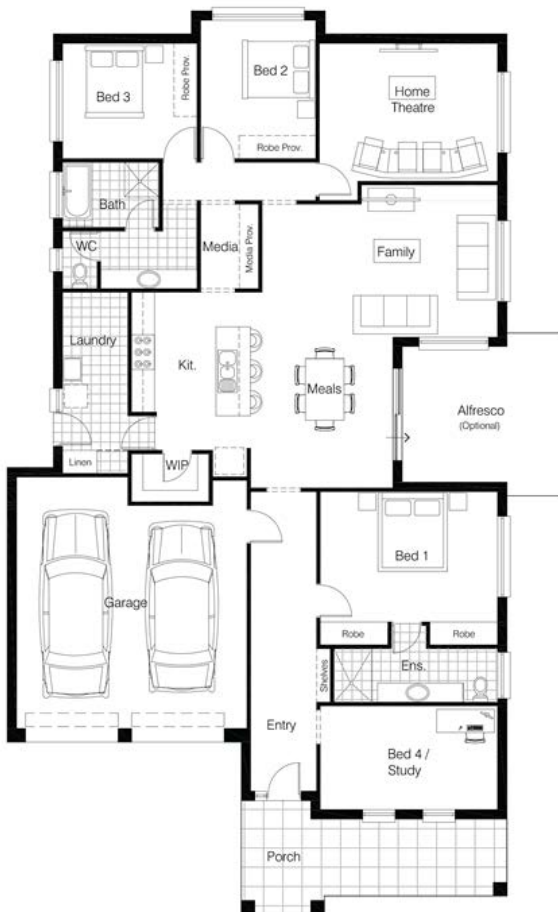 Bed 3
Robe Prov.
Bed 2
Robe Prov.
Home
Theatre
Bath
WC
Media
Media Prov.
Family
Laundry
Kit.
Meals
Alfresco
(Optional)
Linen
WIP
Garage
Bed 1
Robe
Robe
Shelves
Ens.
Entry
Bed 4 /
Study
Porch